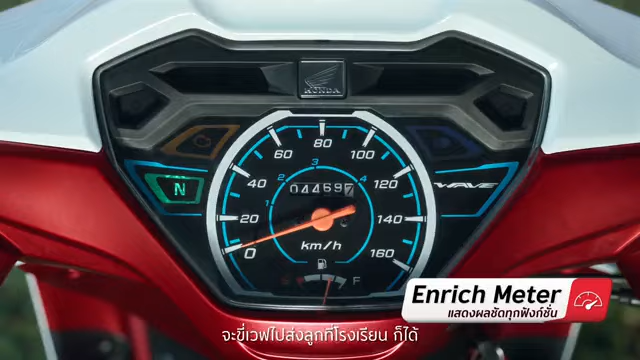 HONDA
60 80 100
40 120
20 140
0 160
1 2 3 4
044697
km/h
N
WAVE
F
Enrich Meter
แสดงผลชัดทุกฟังก์ชั่น
จะขี่เวฟไปส่งลูกที่โรงเรียน ก็ได้